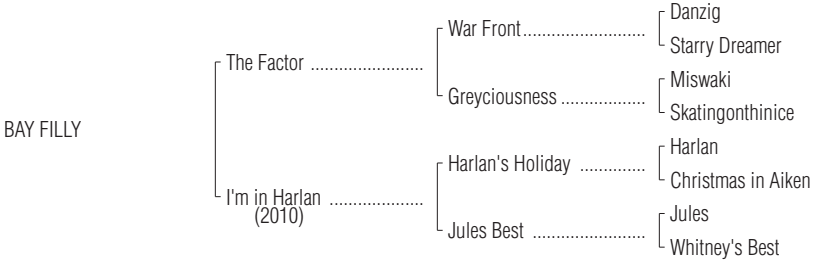 Danzig
War Front.........................
Starry Dreamer
The Factor .......................
Miswaki
Greyciousness .................
Skatingonthinice
BAY FILLY
Harlan
Harlan's Holiday .............
Christmas in Aiken
I'm in Harlan ...................
(2010)
Jules
Jules Best .......................
Whitney's Best